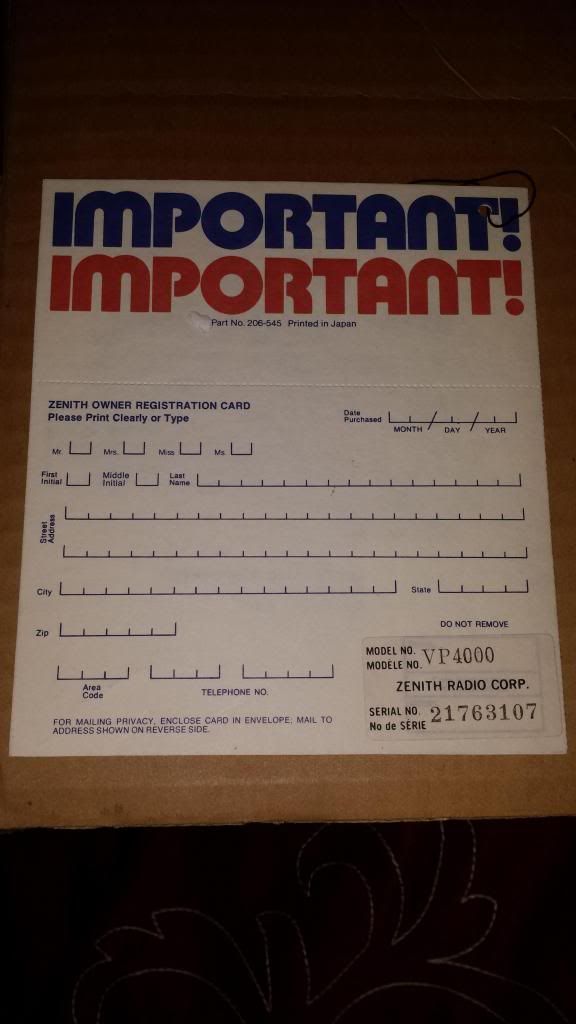 IMPORTANT!
IMPORTANT!
Part No. 206-545 Printed in Japan
ZENITH OWNER REGISTRATION CARD
Please Print Clearly or Type
Date Purchased
MONTH / DAY / YEAR
Mr. Mrs. Miss Ms.
First Initial Middle Initial Last Name
Street Address
City State
Zip
DO NOT REMOVE
MODEL NO. VP4000
MODÈLE NO.
ZENITH RADIO CORP.
SERIAL NO. 21763107
No de SÉRIE
Area Code
TELEPHONE NO.
FOR MAILING PRIVACY, ENCLOSE CARD IN ENVELOPE; MAIL TO
ADDRESS SHOWN ON REVERSE SIDE.